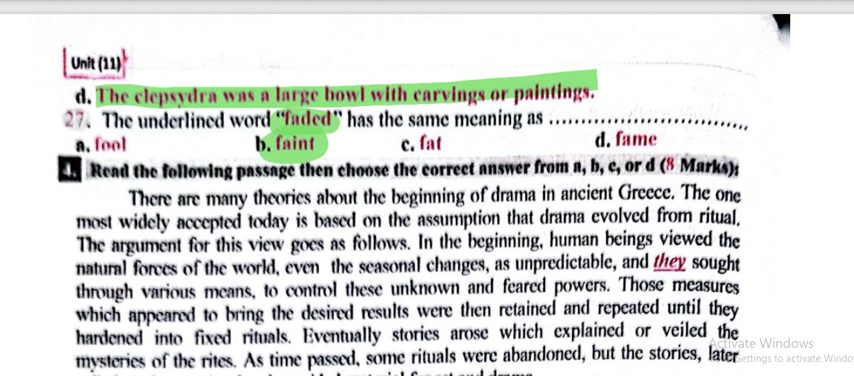 Unit (11)
d. The clepsydra was a large bowl with carvings or paintings.
27. The underlined word "faded" has the same meaning as ..............................
a. fool b. faint c. fat d. fame
4. Read the following passage then choose the correct answer from a, b, c, or d (8 Marks):
There are many theories about the beginning of drama in ancient Greece. The one
most widely accepted today is based on the assumption that drama evolved from ritual.
The argument for this view goes as follows. In the beginning, human beings viewed the
natural forces of the world, even the seasonal changes, as unpredictable, and they sought
through various means, to control these unknown and feared powers. Those measures
which appeared to bring the desired results were then retained and repeated until they
hardened into fixed rituals. Eventually stories arose which explained or veiled the
mysteries of the rites. As time passed, some rituals were abandoned, but the stories, later
Activate Windows
Settings to activate Windo